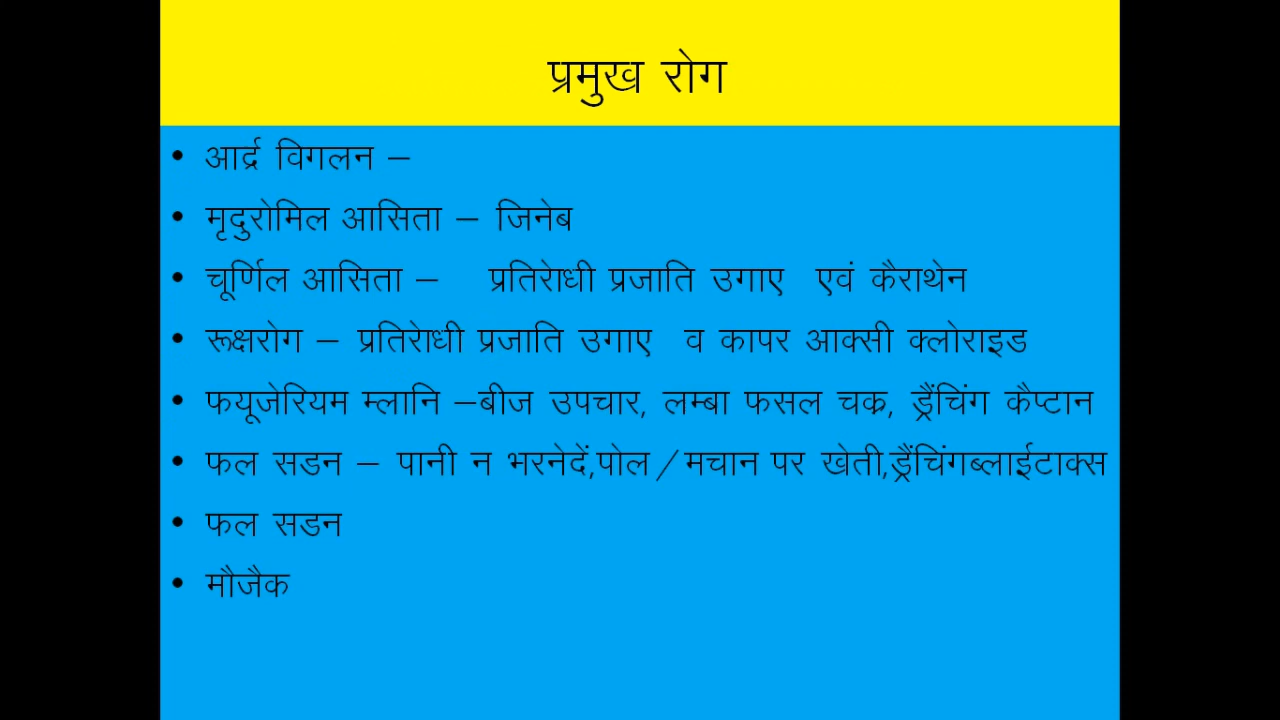 प्रमुख रोग
• आर्द्र विगलन –
• मृदुरोमिल आसिता – जिनेब
• चूर्णिल आसिता – प्रतिरोधी प्रजाति उगाए एवं कैराथेन
• रूक्षरोग – प्रतिरोधी प्रजाति उगाए व कापर आक्सी क्लोराइड
• फयूजेरियम म्लानि –बीज उपचार, लम्बा फसल चक्र, ड्रैंचिंग कैप्टान
• फल सडन – पानी न भरनेदें,पोल/मचान पर खेती,ड्रैंचिंगब्लाईटाक्स
• फल सडन
• मौजैक